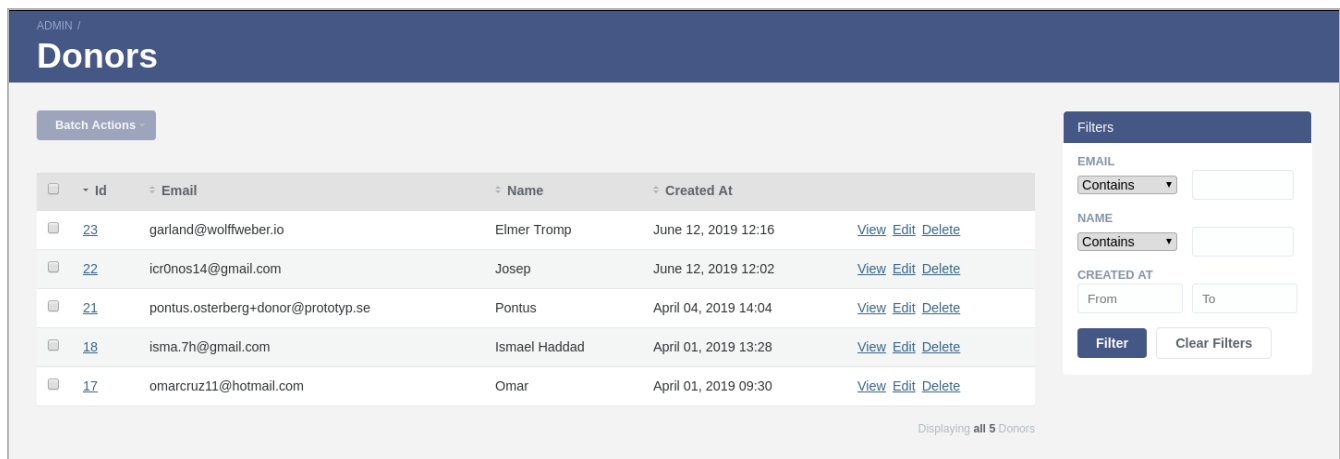 ADMIN /
Donors
Batch Actions
Id Email Name Created At
23 garland@wolffweber.io Elmer Tromp June 12, 2019 12:16 View Edit Delete
22 icr0nos14@gmail.com Josep June 12, 2019 12:02 View Edit Delete
21 pontus.osterberg+donor@prototyp.se Pontus April 04, 2019 14:04 View Edit Delete
18 isma.7h@gmail.com Ismael Haddad April 01, 2019 13:28 View Edit Delete
17 omarcruz11@hotmail.com Omar April 01, 2019 09:30 View Edit Delete
Displaying all 5 Donors
Filters
EMAIL
Contains
NAME
Contains
CREATED AT
From To
Filter Clear Filters